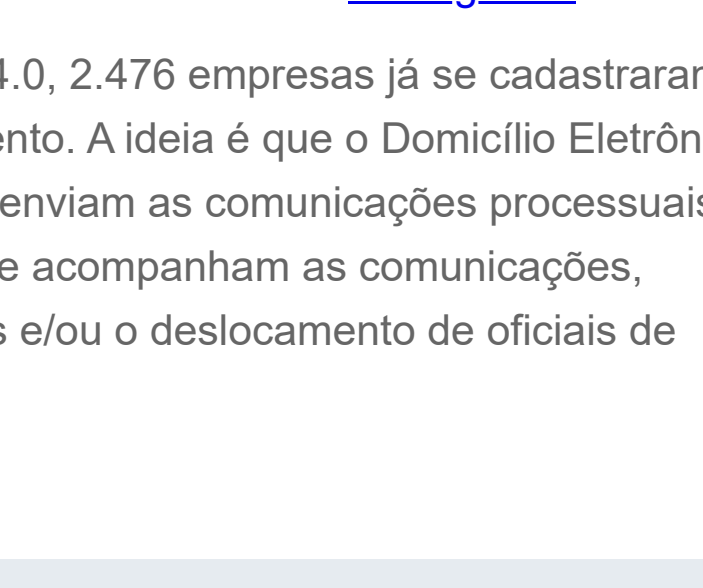 4.0, 2.476 empresas já se cadastraram
ento. A ideia é que o Domicílio Eletrôn
enviam as comunicações processuais
e acompanham as comunicações,
s e/ou o deslocamento de oficiais de